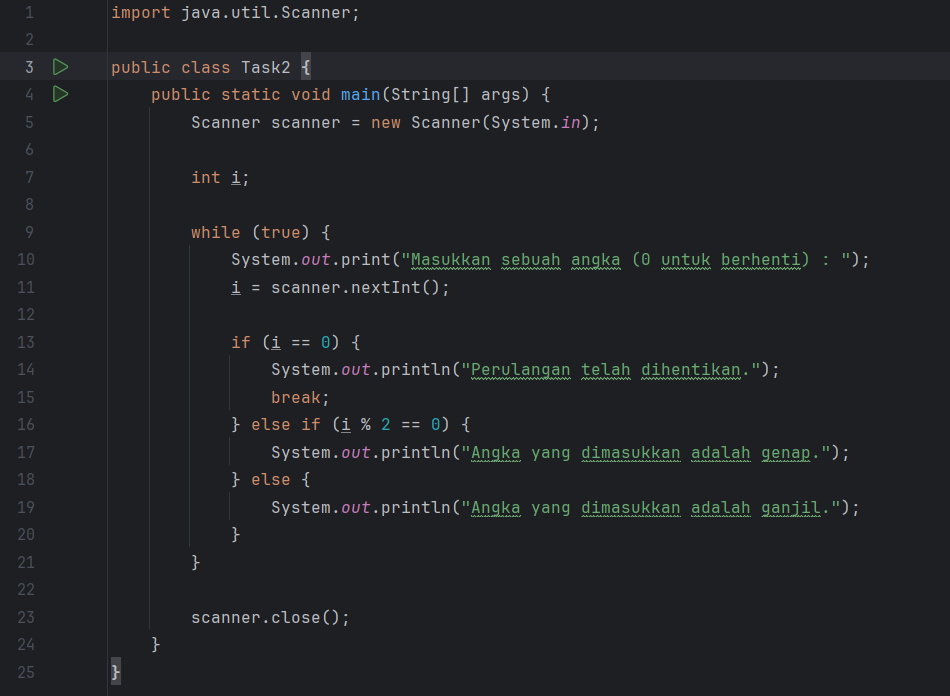 1 import java.util.Scanner;
2
3 public class Task2 {
4     public static void main(String[] args) {
5         Scanner scanner = new Scanner(System.in);
6
7         int i;
8
9         while (true) {
10             System.out.print("Masukkan sebuah angka (0 untuk berhenti) : ");
11             i = scanner.nextInt();
12
13             if (i == 0) {
14                 System.out.println("Perulangan telah dihentikan.");
15                 break;
16             } else if (i % 2 == 0) {
17                 System.out.println("Angka yang dimasukkan adalah genap.");
18             } else {
19                 System.out.println("Angka yang dimasukkan adalah ganjil.");
20             }
21         }
22
23         scanner.close();
24     }
25 }